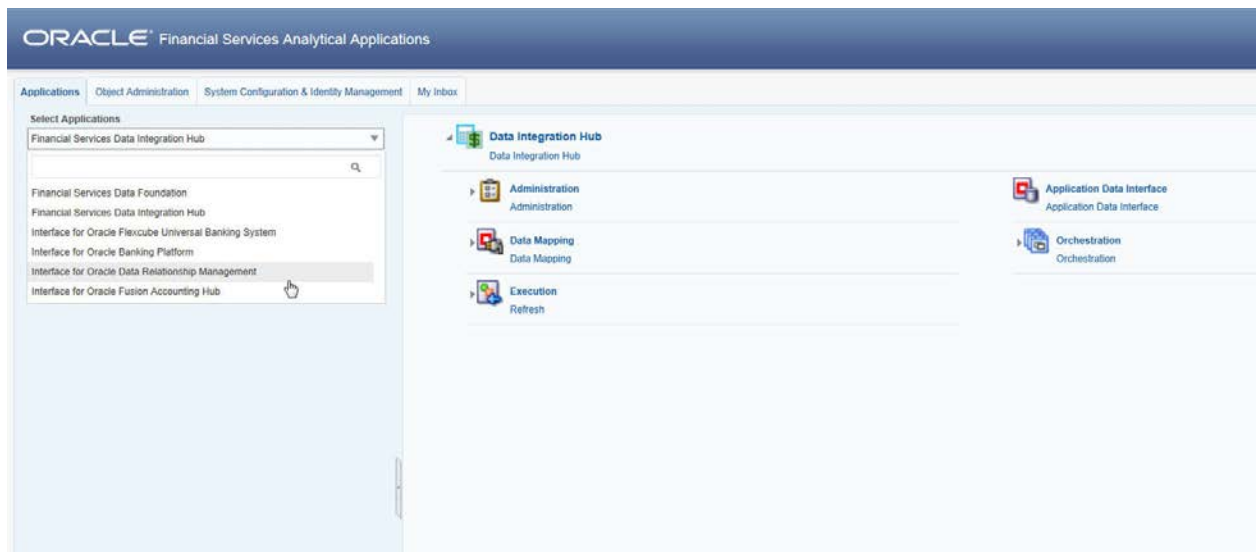 ORACLE® Financial Services Analytical Applications
Applications Object Administration System Configuration & Identity Management My Inbox
Select Applications
Financial Services Data Integration Hub
Financial Services Data Foundation
Financial Services Data Integration Hub
Interface for Oracle Flexcube Universal Banking System
Interface for Oracle Banking Platform
Interface for Oracle Data Relationship Management
Interface for Oracle Fusion Accounting Hub
Data Integration Hub
Data Integration Hub
Administration
Administration
Application Data Interface
Application Data Interface
Data Mapping
Data Mapping
Orchestration
Orchestration
Execution
Refresh